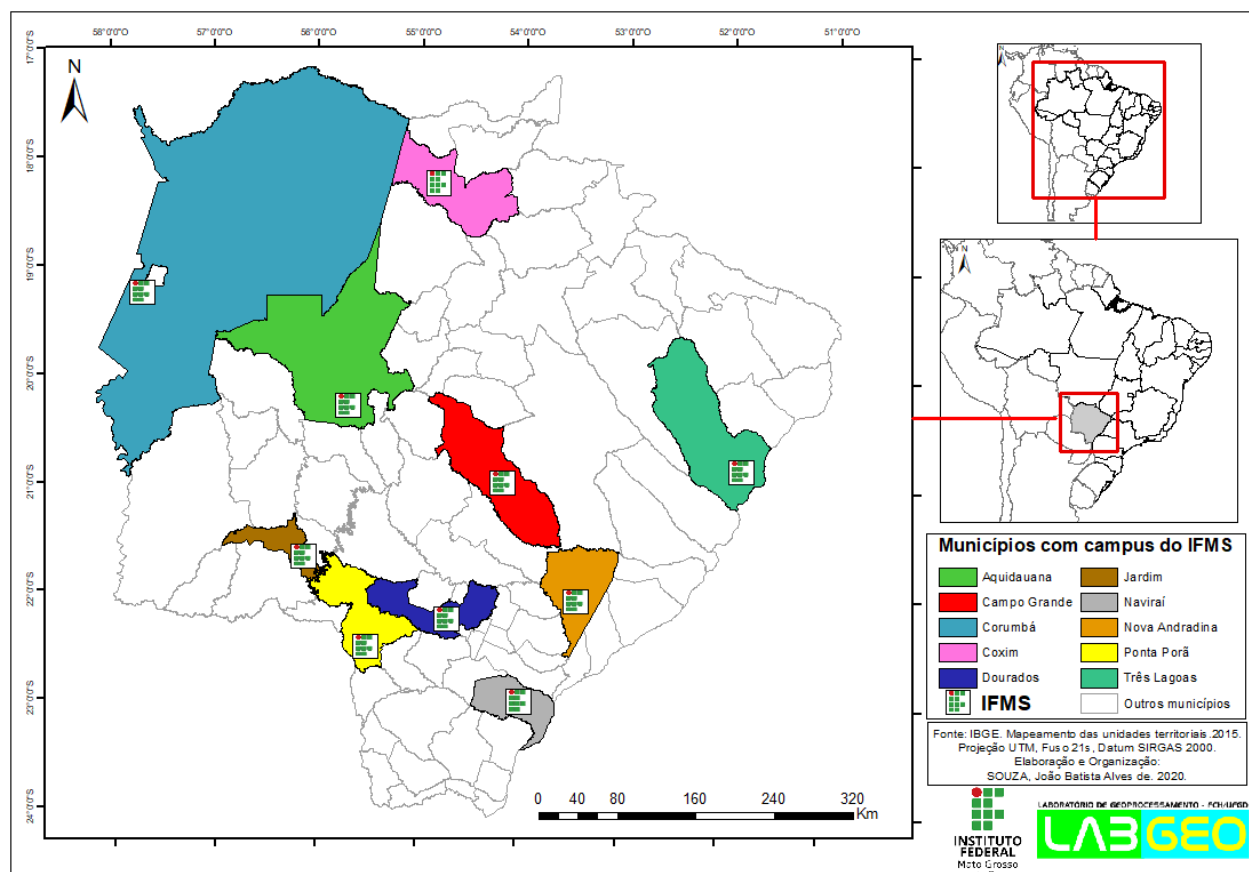 58°0'0"O 57°0'0"O 56°0'0"O 55°0'0"O 54°0'0"O 53°0'0"O 52°0'0"O 51°0'0"O
17°0'0"S
18°0'0"S
19°0'0"S
20°0'0"S
21°0'0"S
22°0'0"S
23°0'0"S
24°0'0"S
N
N
0 40 80 160 240 320
Km
Municípios com campus do IFMS
Aquidauana
Campo Grande
Corumbá
Coxim
Dourados
IFMS
Jardim
Naviraí
Nova Andradina
Ponta Porã
Três Lagoas
Outros municípios
Fonte: IBGE. Mapeamento das unidades territoriais.2015.
Projeção UTM, Fuso 21s, Datum SIRGAS 2000.
Elaboração e Organização:
SOUZA, João Batista Alves de. 2020.
INSTITUTO
FEDERAL
Mato Grosso
LABORATÓRIO DE GEOPROCESSAMENTO - FCH/UFGD
LABGEO